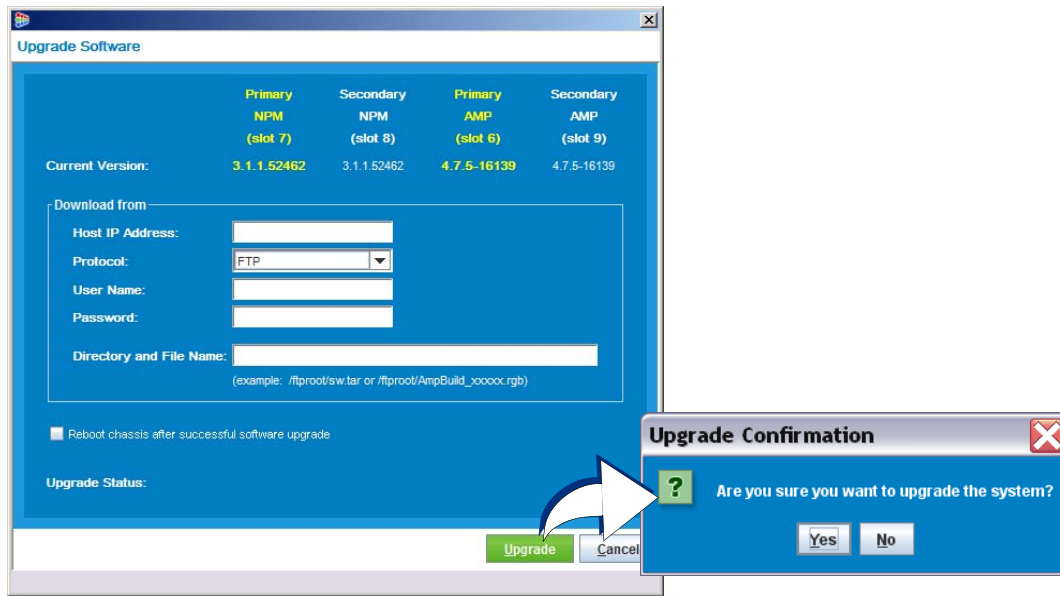 Upgrade Software
Primary Secondary Primary Secondary
NPM NPM AMP AMP
(slot 7) (slot 8) (slot 6) (slot 9)
Current Version: 3.1.1.52462 3.1.1.52462 4.7.5-16139 4.7.5-16139
Download from
Host IP Address:
Protocol: FTP
User Name:
Password:
Directory and File Name:
(example: /ftproot/sw.tar or /ftproot/AmpBuild_xxxxx.rgb)
Reboot chassis after successful software upgrade
Upgrade Status:
Upgrade Cancel
Upgrade Confirmation
? Are you sure you want to upgrade the system?
Yes No